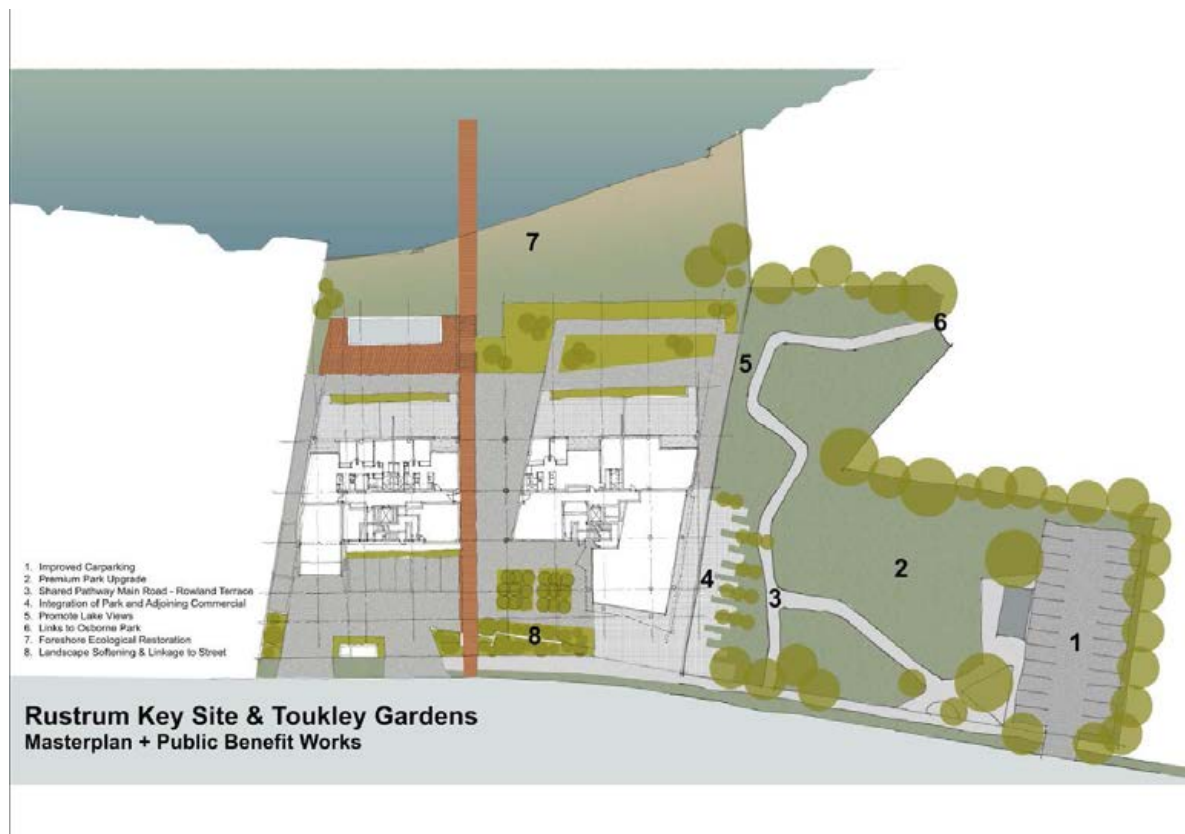 7
6
5
2
4
3
1
8
1. Improved Carparking
2. Premium Park Upgrade
3. Shared Pathway Main Road - Rowland Terrace
4. Integration of Park and Adjoining Commercial
5. Promote Lake Views
6. Links to Osborne Park
7. Foreshore Ecological Restoration
8. Landscape Softening & Linkage to Street
Rustrum Key Site & Toukley Gardens
Masterplan + Public Benefit Works